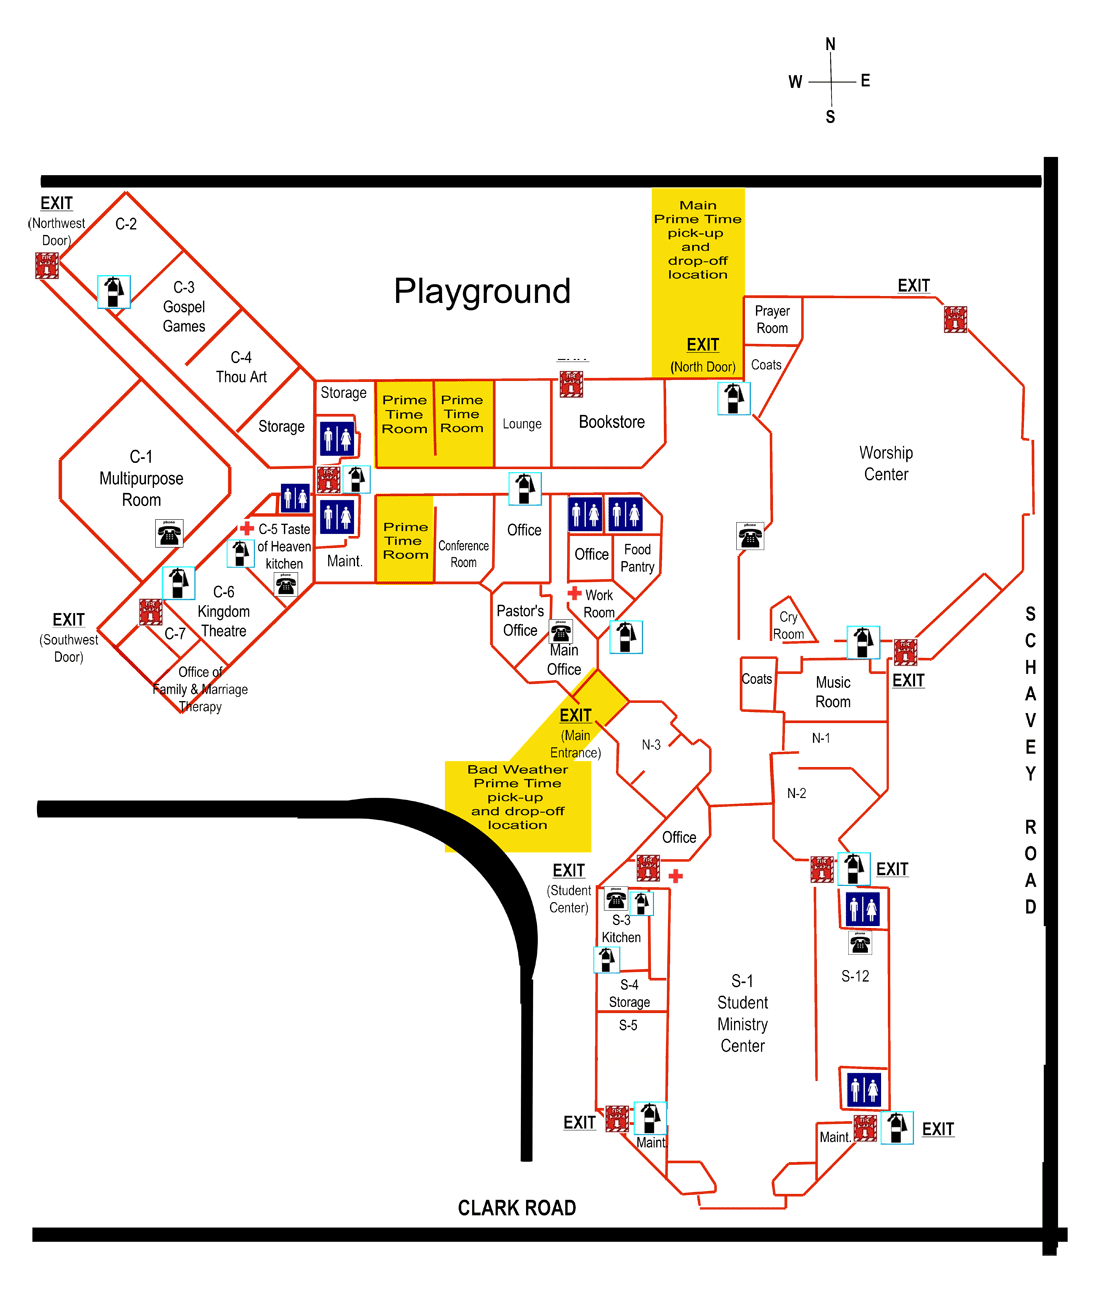 N
W E
S
EXIT
(Northwest
Door)
C-2
C-3
Gospel
Games
C-4
Thou Art
Storage
Playground
Main
Prime Time
pick-up
and
drop-off
location
EXIT
(North Door)
EXIT
Prayer
Room
Coats
Storage
Prime
Time
Room
Prime
Time
Room
Lounge
Bookstore
Worship
Center
C-1
Multipurpose
Room
phone
C-5 Taste
of Heaven
kitchen
phone
Maint.
Prime
Time
Room
Conference
Room
Office
Office
Food
Pantry
phone
C-6
Kingdom
Theatre
C-7
Office of
Family & Marriage
Therapy
EXIT
(Southwest
Door)
Pastor's
Office
phone
Work
Room
Main
Office
Cry
Room
EXIT
Coats
Music
Room
EXIT
(Main
Entrance)
N-3
N-1
N-2
Bad Weather
Prime Time
pick-up
and drop-off
location
Office
EXIT
(Student
Center)
EXIT
phone
S-3
Kitchen
S-4
Storage
S-5
S-1
Student
Ministry
Center
phone
S-12
EXIT
Maint.
Maint.
EXIT
CLARK ROAD
SCHAVEY ROAD